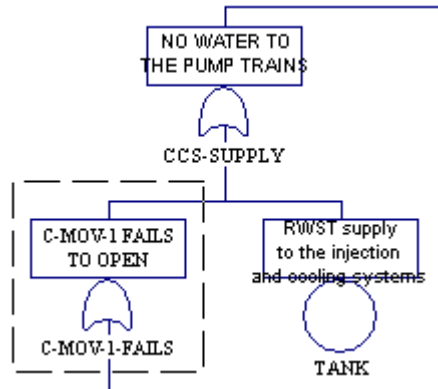 NO WATER TO
THE PUMP TRAINS
CCS-SUPPLY
C-MOV-1 FAILS
TO OPEN
C-MOV-1-FAILS
RWST supply
to the injection
and cooling systems
TANK